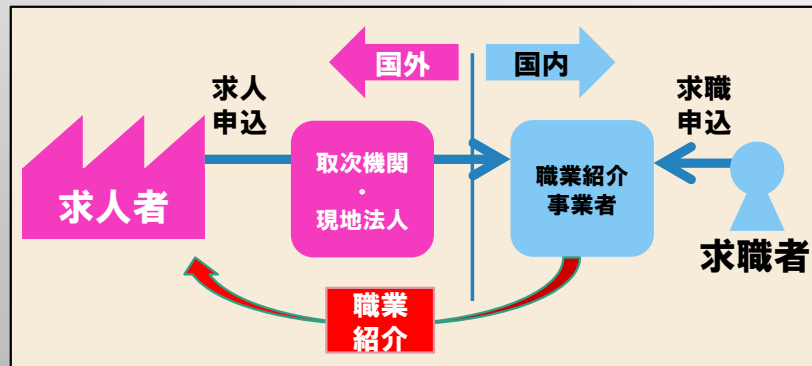 国外
国内
求人
申込
求職
申込
求人者
取次機関
・
現地法人
職業紹介
事業者
求職者
職業
紹介